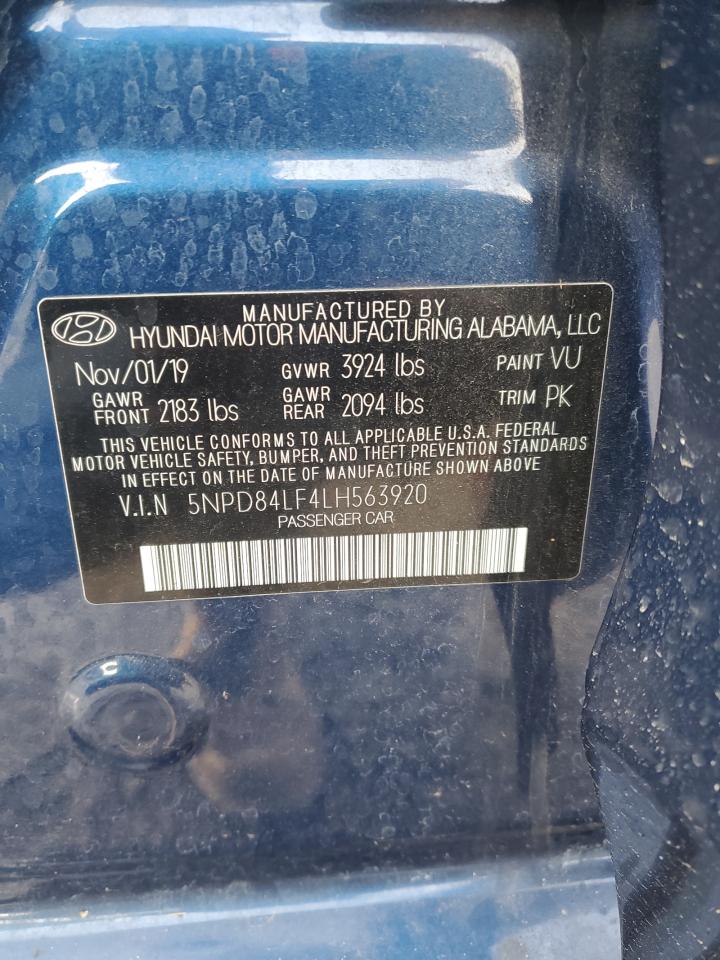 MANUFACTURED BY
HYUNDAI MOTOR MANUFACTURING ALABAMA, LLC
Nov/01/19 GVWR 3924 lbs PAINT VU
GAWR FRONT 2183 lbs GAWR REAR 2094 lbs TRIM PK
THIS VEHICLE CONFORMS TO ALL APPLICABLE U.S.A. FEDERAL
MOTOR VEHICLE SAFETY, BUMPER, AND THEFT PREVENTION STANDARDS
IN EFFECT ON THE DATE OF MANUFACTURE SHOWN ABOVE
V.I.N 5NPD84LF4LH563920
PASSENGER CAR